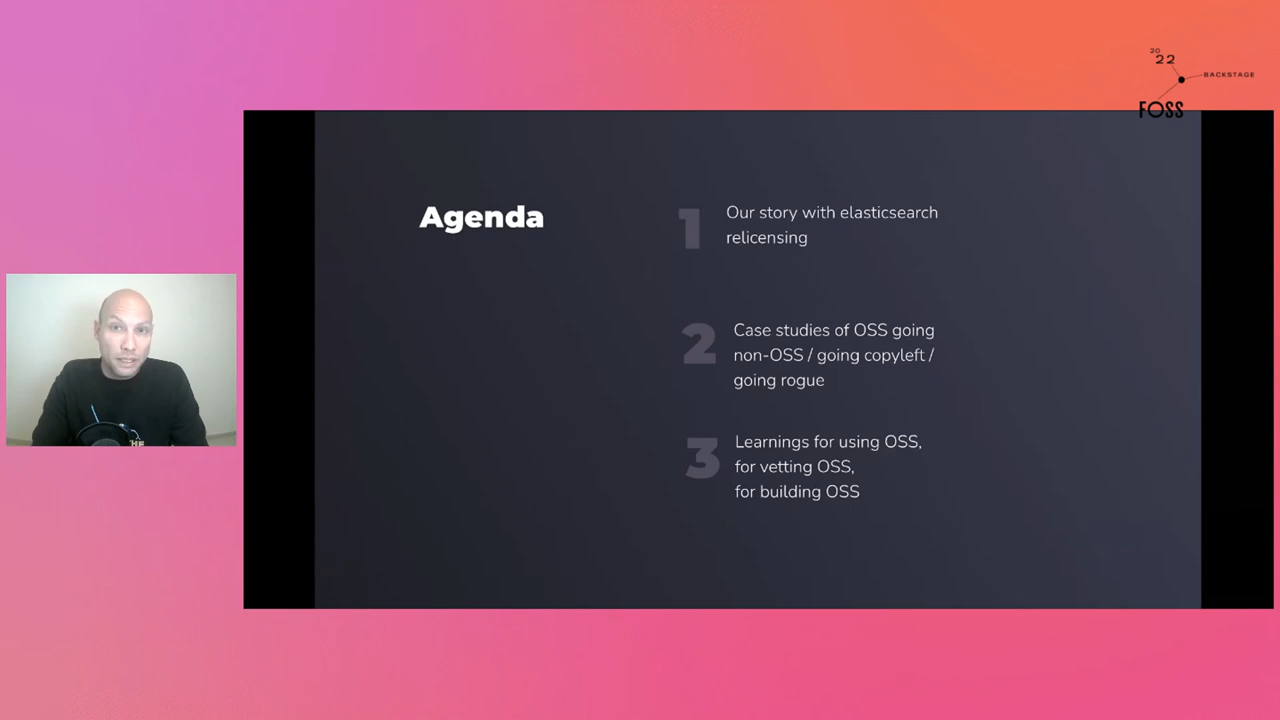 20
22
BACKSTAGE
FOSS
Agenda
1
Our story with elasticsearch
relicensing
2
Case studies of OSS going
non-OSS / going copyleft /
going rogue
3
Learnings for using OSS,
for vetting OSS,
for building OSS